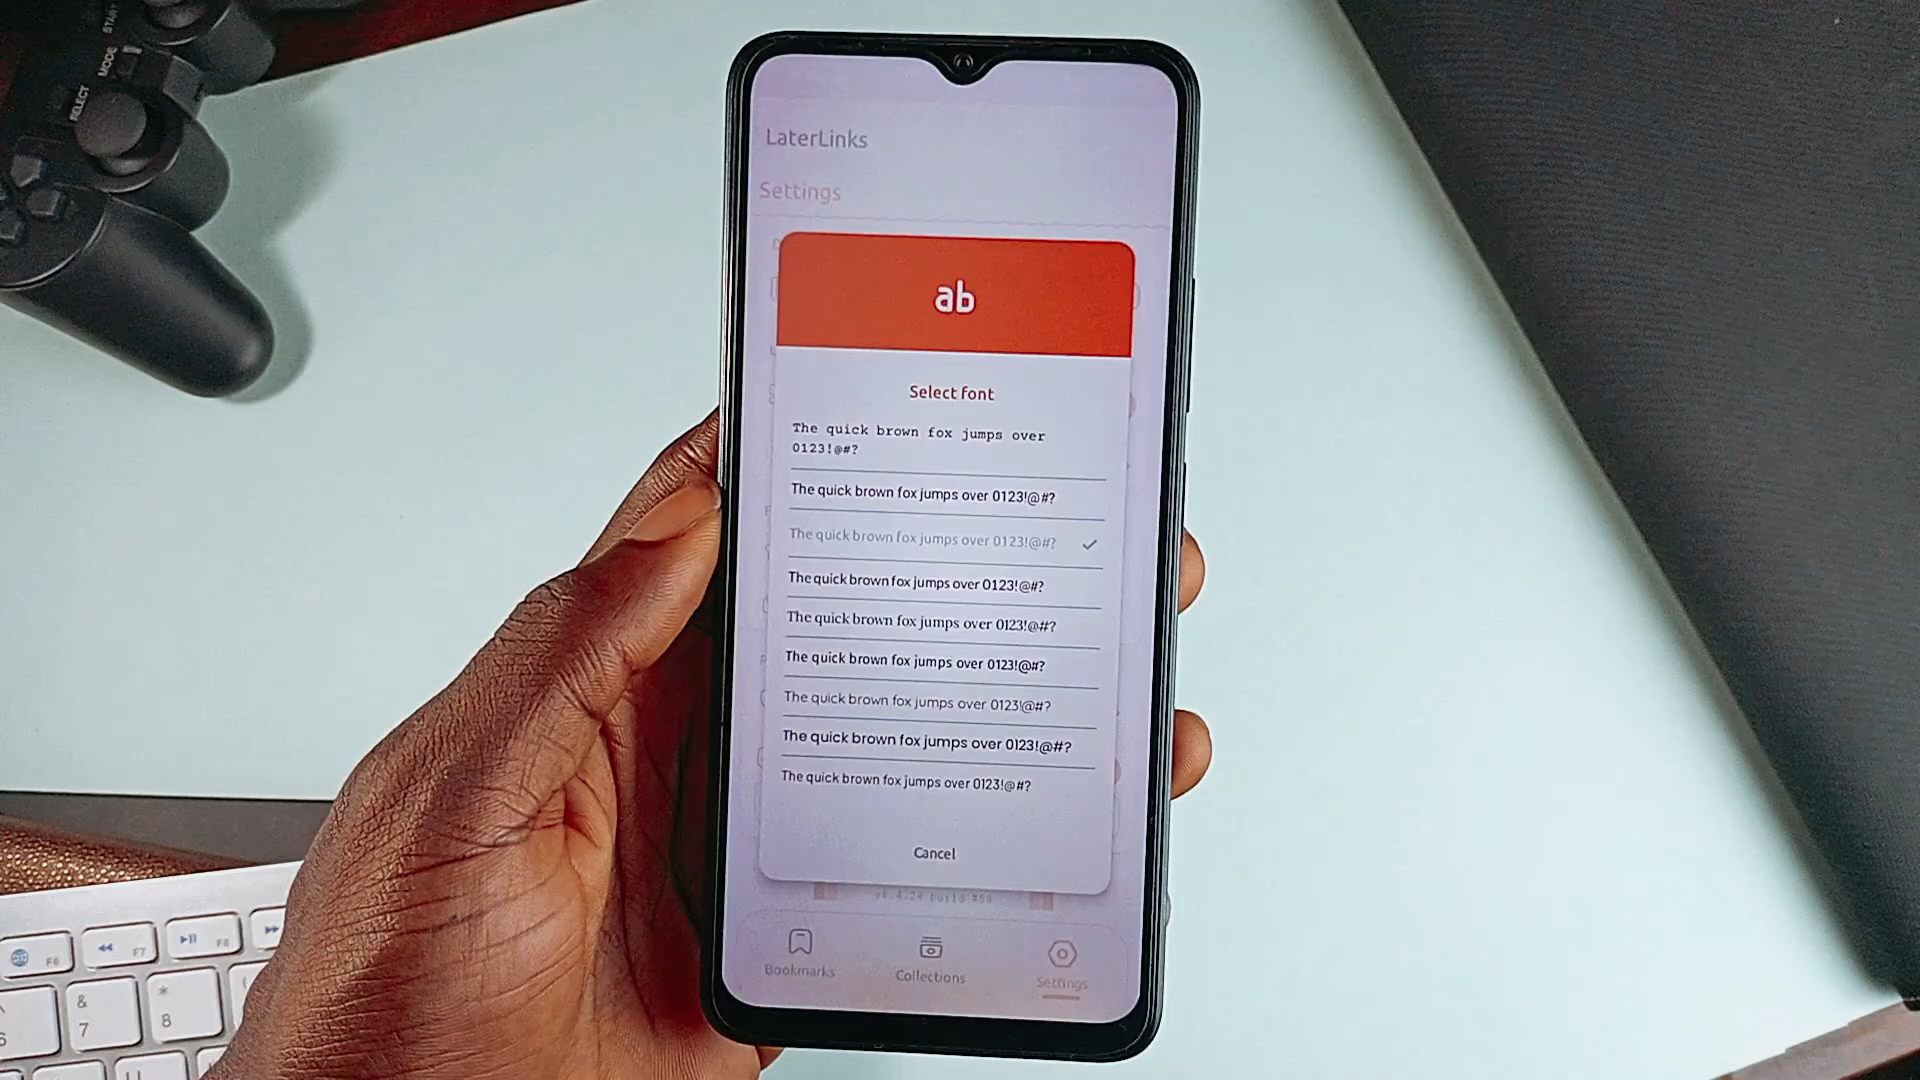 START
MODE
SELECT
LaterLinks
Settings
ab
Select font
The quick brown fox jumps over
0123!@#?
The quick brown fox jumps over 0123!@#?
The quick brown fox jumps over 0123!@#?
The quick brown fox jumps over 0123!@#?
The quick brown fox jumps over 0123!@#?
The quick brown fox jumps over 0123!@#?
The quick brown fox jumps over 0123!@#?
The quick brown fox jumps over 0123!@#?
The quick brown fox jumps over 0123!@#?
Cancel
Bookmarks
Collections
Settings
F6
F7
F8
&
7
*
8